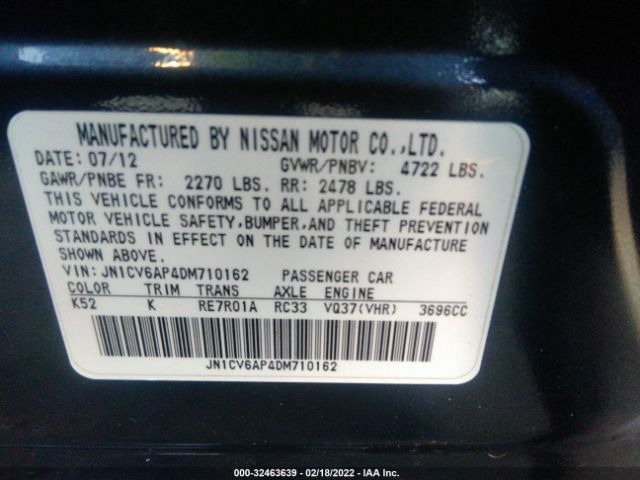 MANUFACTURED BY NISSAN MOTOR CO.,LTD.
DATE: 07/12 GVWR/PNBV: 4722 LBS.
GAWR/PNBE FR: 2270 LBS. RR: 2478 LBS.
THIS VEHICLE CONFORMS TO ALL APPLICABLE FEDERAL
MOTOR VEHICLE SAFETY,BUMPER,AND THEFT PREVENTION
STANDARDS IN EFFECT ON THE DATE OF MANUFACTURE
SHOWN ABOVE.
VIN: JN1CV6AP4DM710162 PASSENGER CAR
COLOR TRIM TRANS AXLE ENGINE
K52 K RE7R01A RC33 VQ37(VHR) 3696CC
JN1CV6AP4DM710162
000-32463639 - 02/18/2022 - IAA Inc.